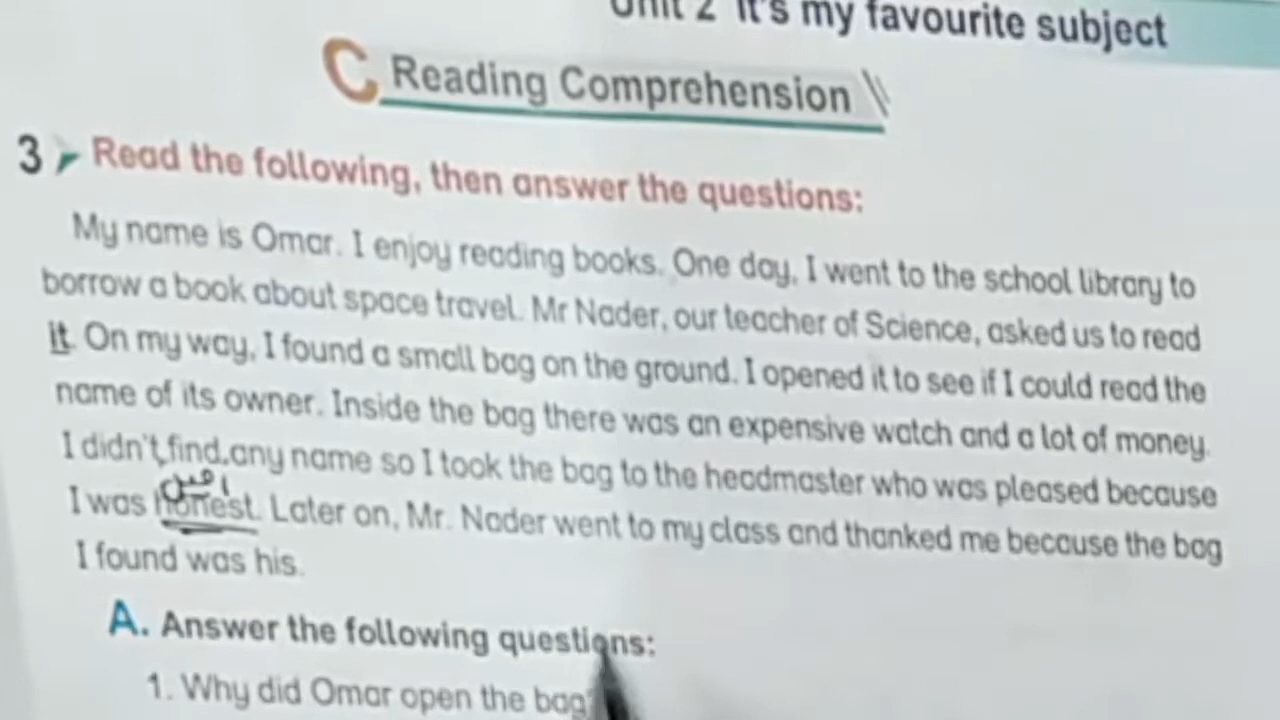 Unit 2 It's my favourite subject
C Reading Comprehension
3 Read the following, then answer the questions:
My name is Omar. I enjoy reading books. One day, I went to the school library to
borrow a book about space travel. Mr Nader, our teacher of Science, asked us to read
it. On my way, I found a small bag on the ground. I opened it to see if I could read the
name of its owner. Inside the bag there was an expensive watch and a lot of money.
I didn't find any name so I took the bag to the headmaster who was pleased because
أمين
I was honest. Later on, Mr. Nader went to my class and thanked me because the bag
I found was his.
A. Answer the following questions:
1. Why did Omar open the bag